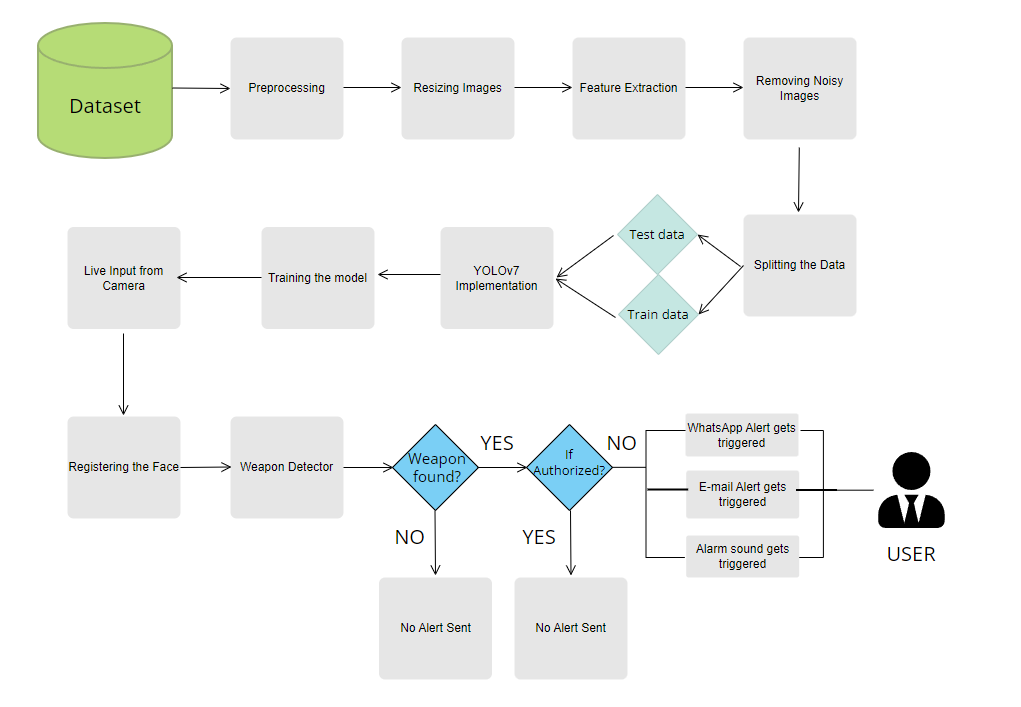 Dataset
Preprocessing
Resizing Images
Feature Extraction
Removing Noisy
Images
Live Input from
Camera
Training the model
YOLOv7
Implementation
Test data
Train data
Splitting the Data
Registering the Face
Weapon Detector
Weapon
found?
YES
NO
If
Authorized?
NO
YES
WhatsApp Alert gets
triggered
E-mail Alert gets
triggered
Alarm sound gets
triggered
USER
No Alert Sent
No Alert Sent